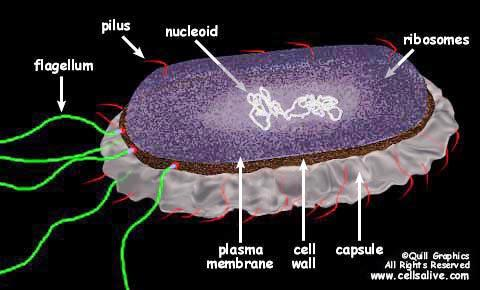 pilus
nucleoid
ribosomes
flagellum
plasma
membrane
cell
wall
capsule
©Quill Graphics
All Rights Reserved
www.cellsalive.com